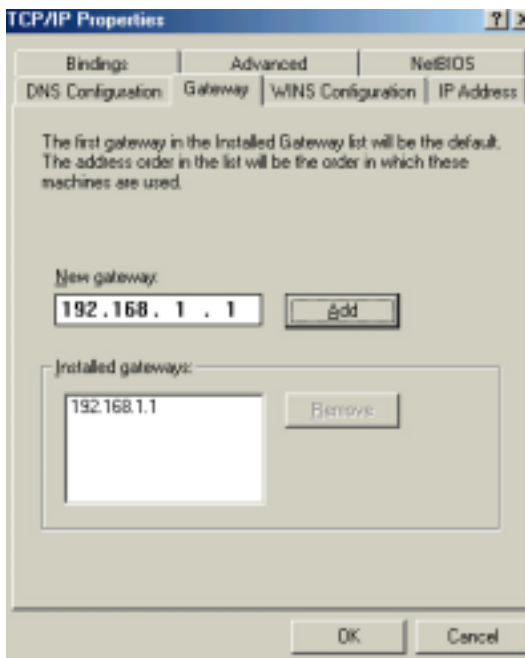 TCP/IP Properties ? X
Bindings Advanced NetBIOS
DNS Configuration Gateway WINS Configuration IP Address
The first gateway in the Installed Gateway list will be the default.
The address order in the list will be the order in which these
machines are used.
New gateway:
192.168. 1 . 1 Add
Installed gateways:
192.168.1.1 Remove
OK Cancel